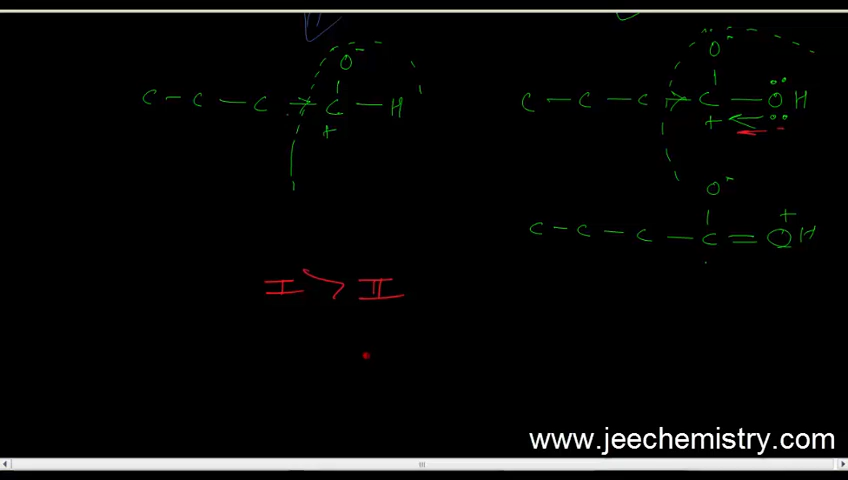 O⁻
C - C - C → C - H
+
O⁻
C - C - C → C - OH
+
O⁻
+
C - C - C - C = OH
I > II
www.jeechemistry.com